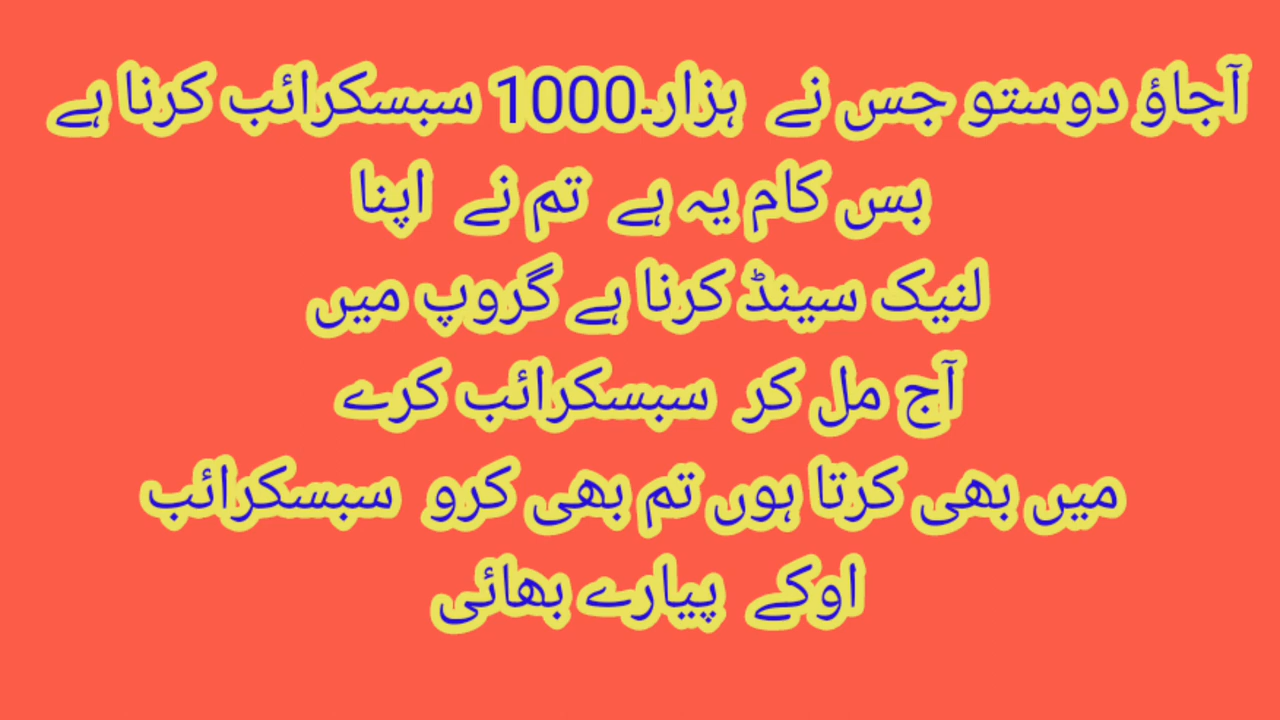 آجاؤ دوستو جس نے ہزار۔1000 سبسکرائب کرنا ہے
بس کام یہ ہے تم نے اپنا
لنیک سینڈ کرنا ہے گروپ میں
آج مل کر سبسکرائب کرے
میں بھی کرتا ہوں تم بھی کرو سبسکرائب
اوکے پیارے بھائی